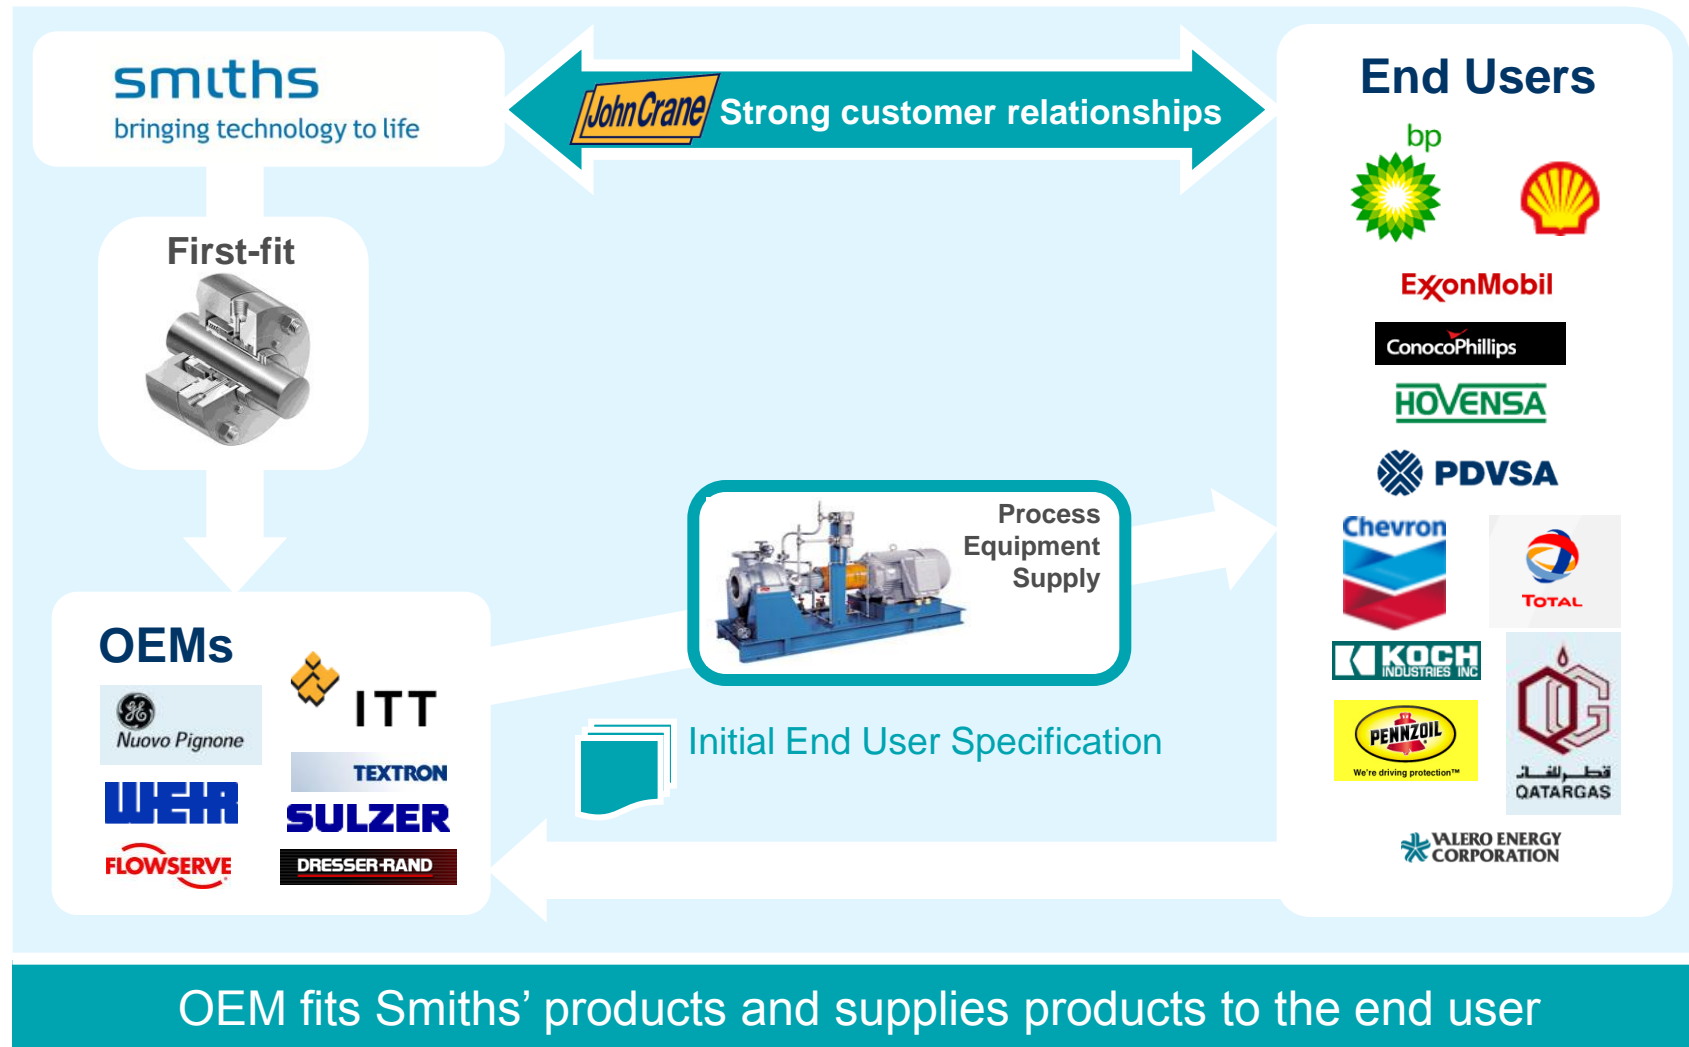 smiths
bringing technology to life
John Crane
Strong customer relationships
End Users
bp
ExxonMobil
ConocoPhillips
HOVENSA
PDVSA
Chevron
TOTAL
KOCH
INDUSTRIES INC
PENNZOIL
We're driving protection™
قطر للغاز
QATARGAS
VALERO ENERGY
CORPORATION
First-fit
Process
Equipment
Supply
OEMs
GE
Nuovo Pignone
ITT
TEXTRON
WEIR
SULZER
FLOWSERVE
DRESSER-RAND
Initial End User Specification
OEM fits Smiths’ products and supplies products to the end user